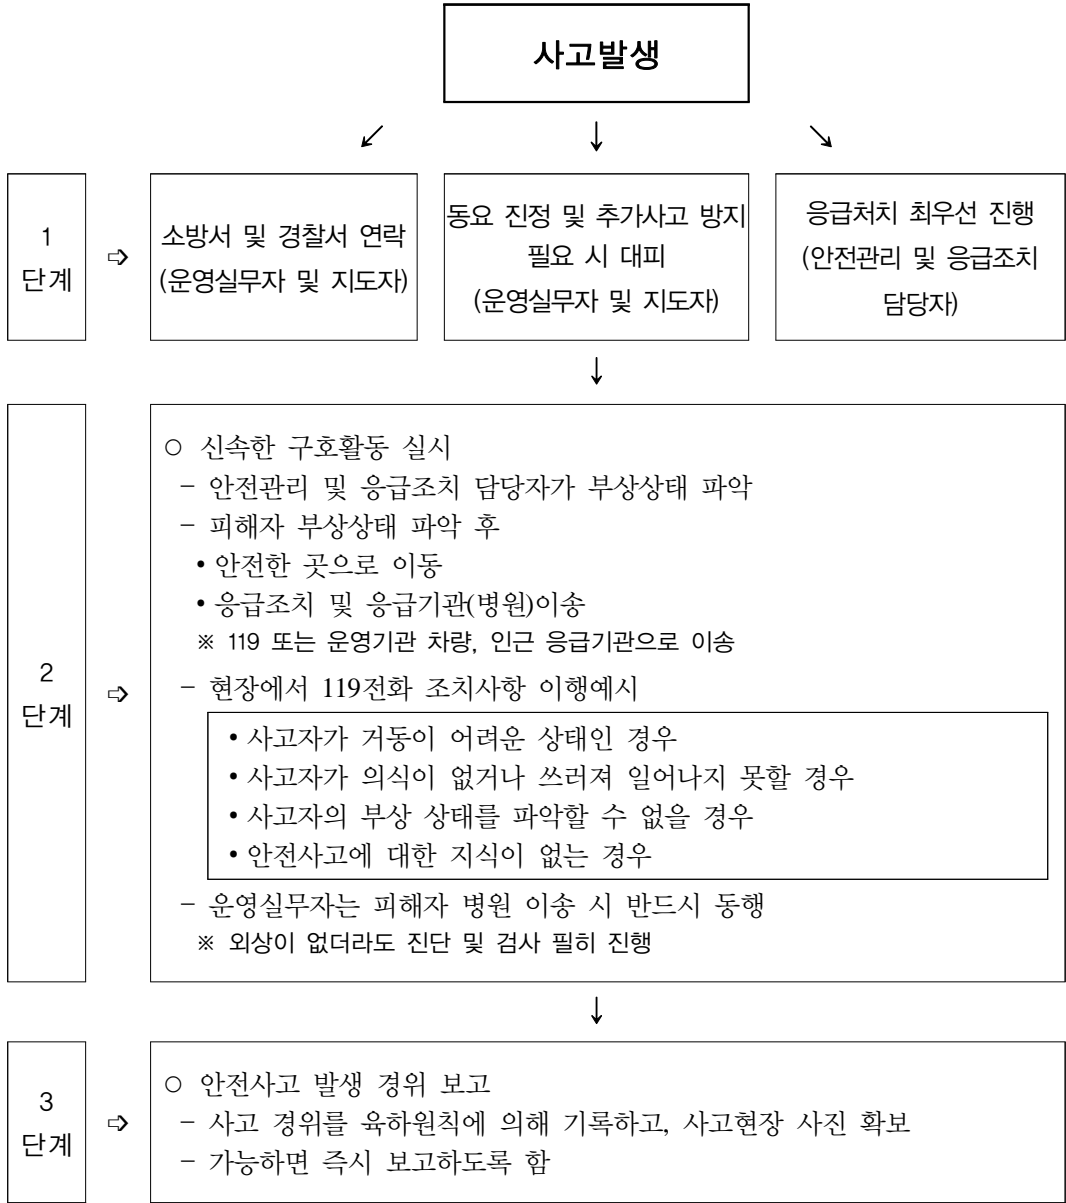 사고발생
↙ ↓ ↘
1
단계
⇨
소방서 및 경찰서 연락
(운영실무자 및 지도자)
동요 진정 및 추가사고 방지
필요 시 대피
(운영실무자 및 지도자)
응급처치 최우선 진행
(안전관리 및 응급조치
담당자)
↓
2
단계
⇨
○ 신속한 구호활동 실시
- 안전관리 및 응급조치 담당자가 부상상태 파악
- 피해자 부상상태 파악 후
• 안전한 곳으로 이동
• 응급조치 및 응급기관(병원)이송
※ 119 또는 운영기관 차량, 인근 응급기관으로 이송
- 현장에서 119전화 조치사항 이행예시
• 사고자가 거동이 어려운 상태인 경우
• 사고자가 의식이 없거나 쓰러져 일어나지 못할 경우
• 사고자의 부상 상태를 파악할 수 없을 경우
• 안전사고에 대한 지식이 없는 경우
- 운영실무자는 피해자 병원 이송 시 반드시 동행
※ 외상이 없더라도 진단 및 검사 필히 진행
↓
3
단계
⇨
○ 안전사고 발생 경위 보고
- 사고 경위를 육하원칙에 의해 기록하고, 사고현장 사진 확보
- 가능하면 즉시 보고하도록 함